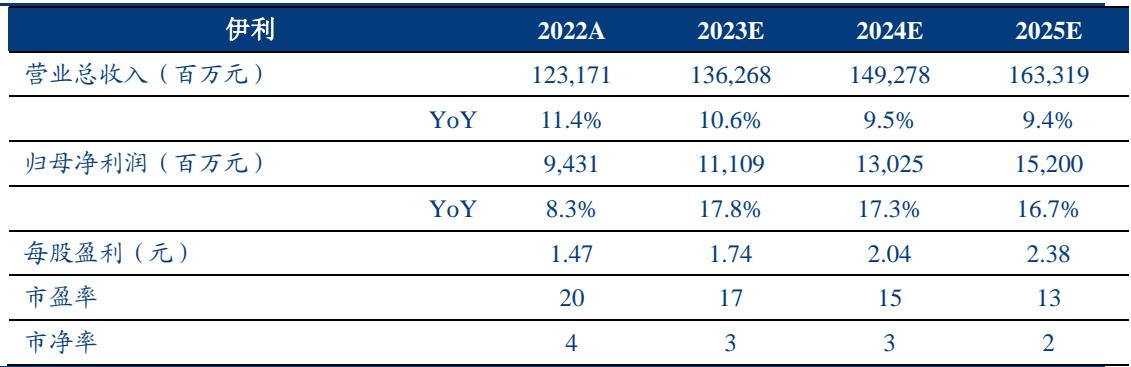 伊利 2022A 2023E 2024E 2025E
营业总收入（百万元） 123,171 136,268 149,278 163,319
YoY 11.4% 10.6% 9.5% 9.4%
归母净利润（百万元） 9,431 11,109 13,025 15,200
YoY 8.3% 17.8% 17.3% 16.7%
每股盈利（元） 1.47 1.74 2.04 2.38
市盈率 20 17 15 13
市净率 4 3 3 2